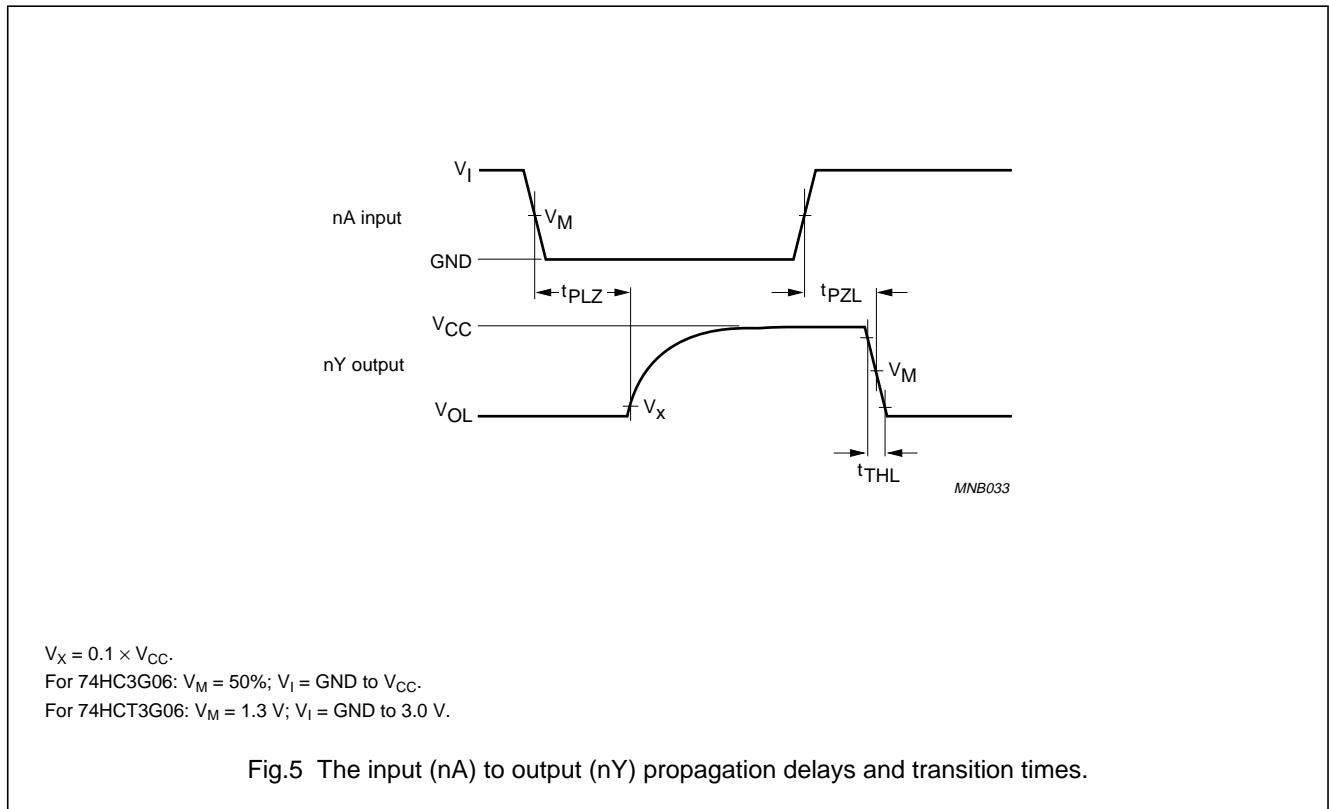 VI
nA input
VM
GND
tPLZ
tPZL
VCC
nY output
VM
VOL
Vx
tTHL
MNB033
VX = 0.1 × VCC.
For 74HC3G06: VM = 50%; VI = GND to VCC.
For 74HCT3G06: VM = 1.3 V; VI = GND to 3.0 V.
Fig.5 The input (nA) to output (nY) propagation delays and transition times.